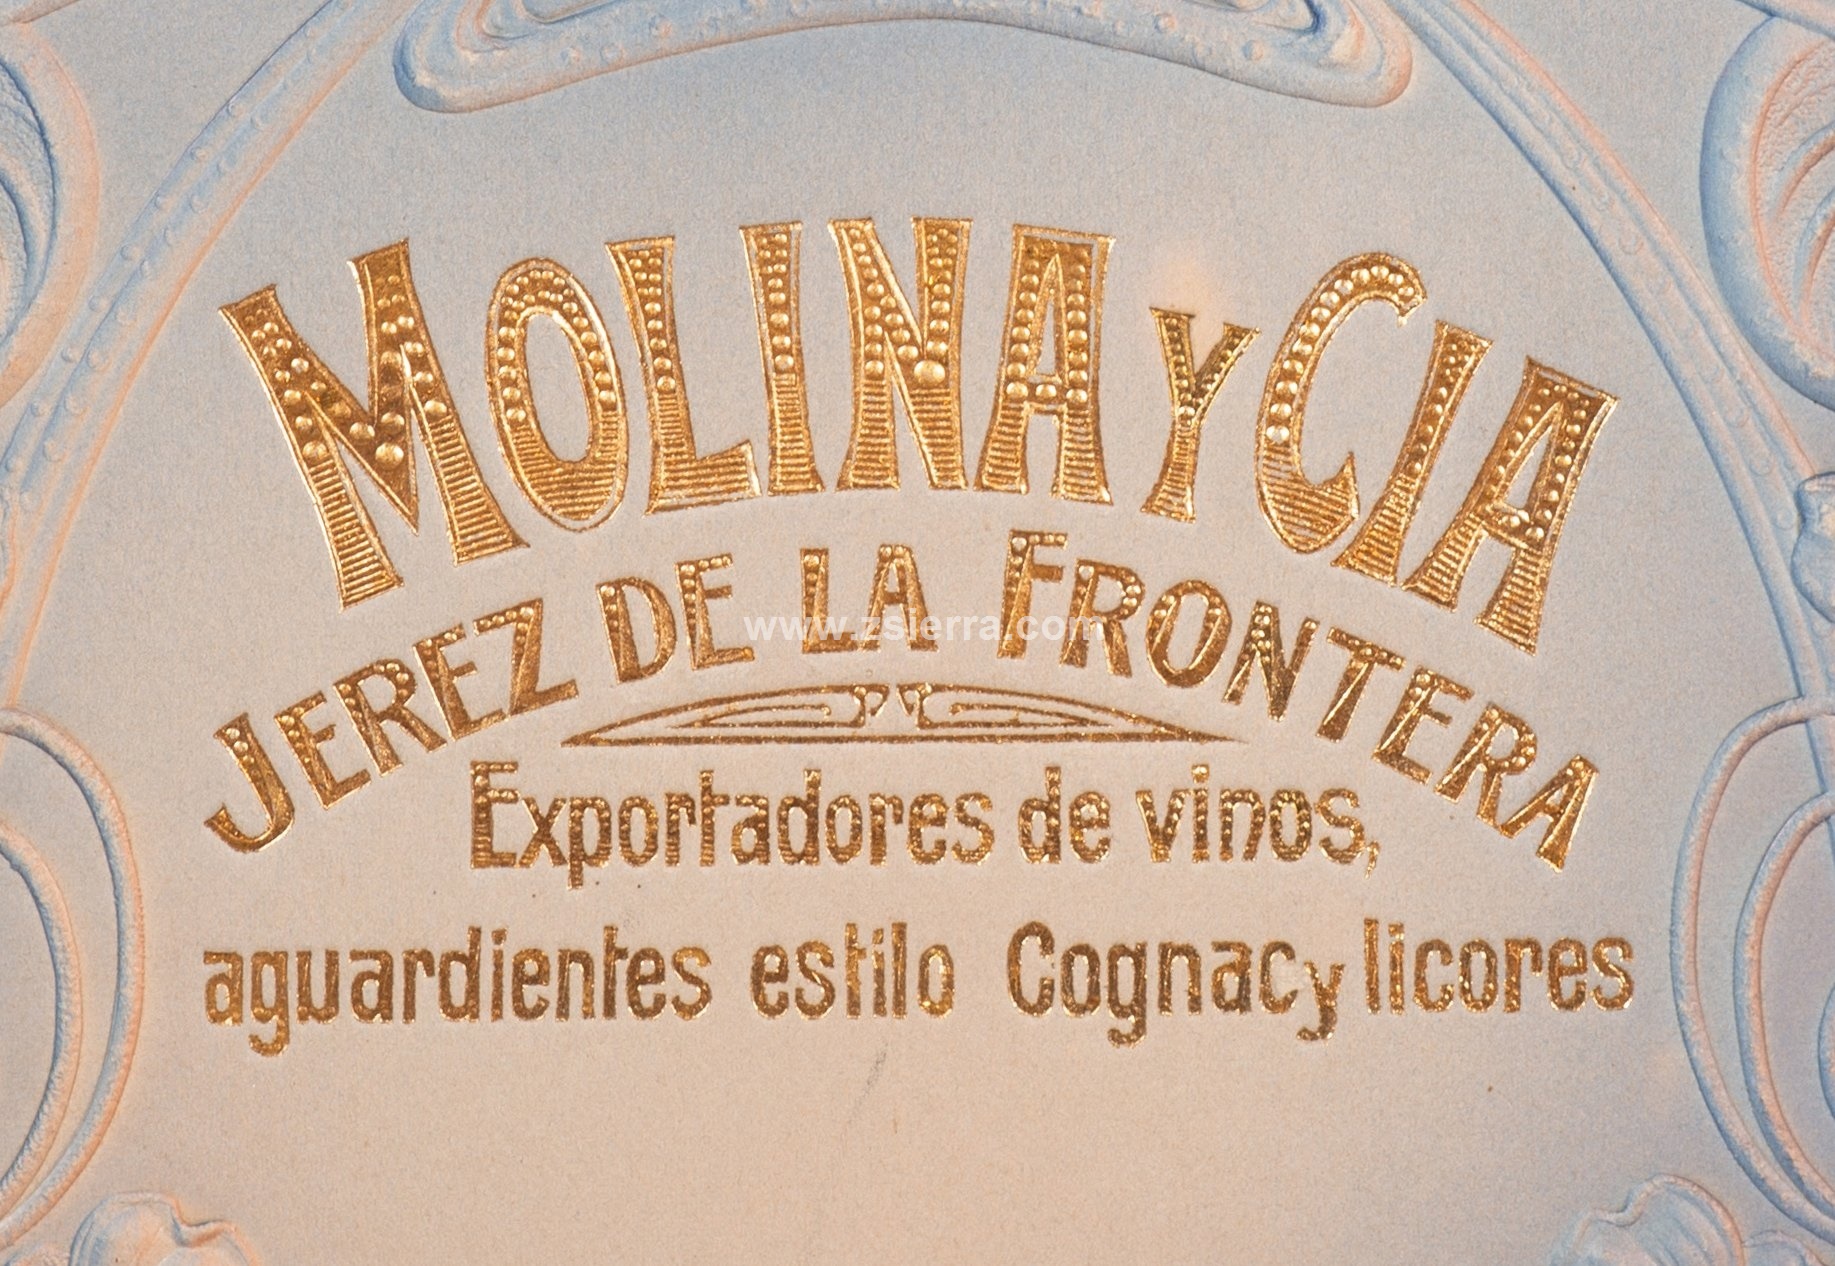 MOLINA Y CIA
JEREZ DE LA FRONTERA
www.zsierra.com
Exportadores de vinos,
aguardientes estilo Cognac y licores